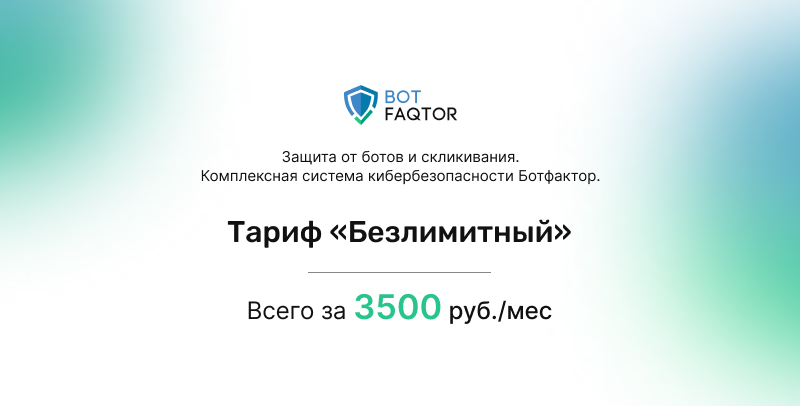 BOT
FAQTOR
Защита от ботов и скликивания.
Комплексная система кибербезопасности Ботфактор.
Тариф «Безлимитный»
Всего за 3500 руб./мес